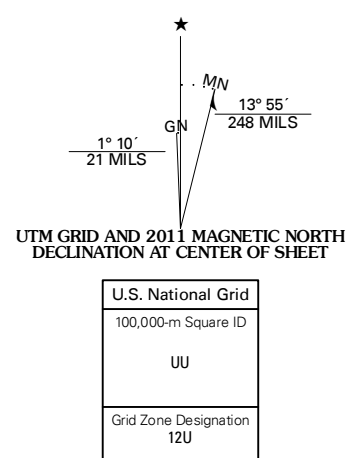 ★
MN
GN
13° 55´
248 MILS
1° 10´
21 MILS
UTM GRID AND 2011 MAGNETIC NORTH
DECLINATION AT CENTER OF SHEET
U.S. National Grid
100,000-m Square ID
UU
Grid Zone Designation
12U